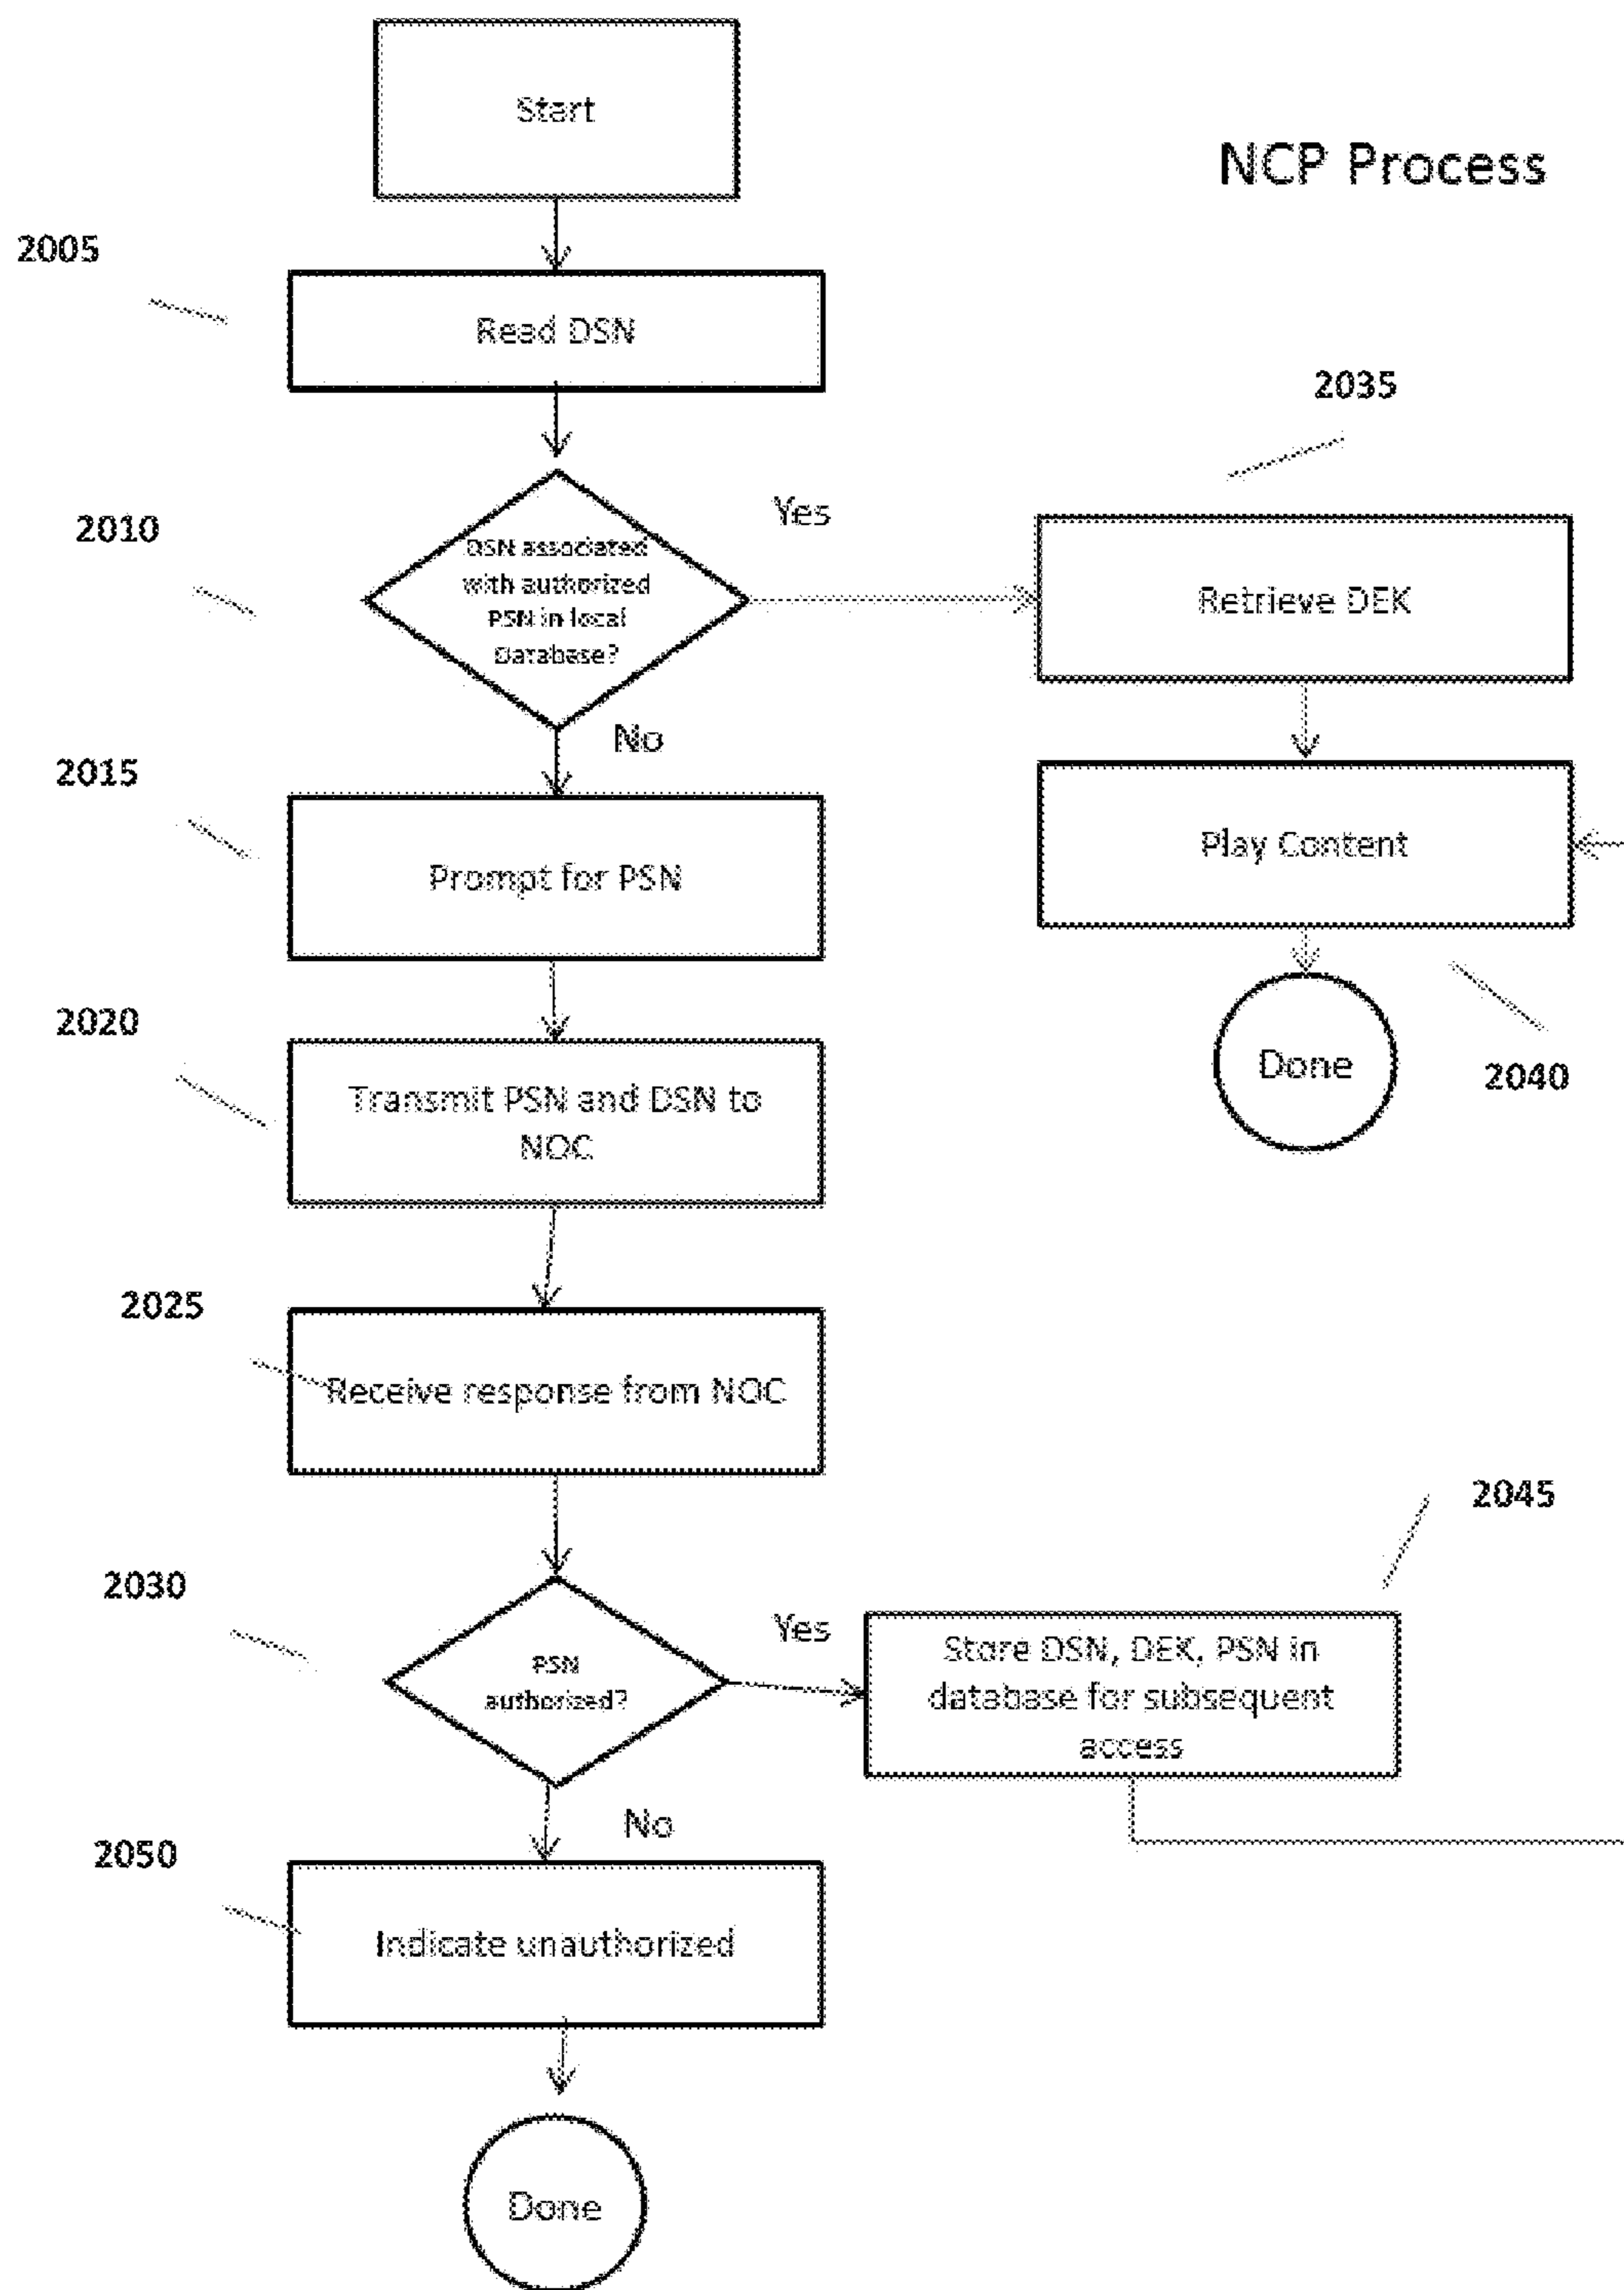 Start
NCP Process
2005
Read DSN
2035
2010
Yes
DSN associated
with authorized
PSN in local
Database?
Retrieve DEK
No
2015
Prompt for PSN
Play Content
2020
Transmit PSN and DSN to
NOC
Done
2040
2025
Receive response from NOC
2045
2030
Yes
PSN
authorized?
Store DSN, DEK, PSN in
database for subsequent
access
No
2050
Indicate unauthorized
Done